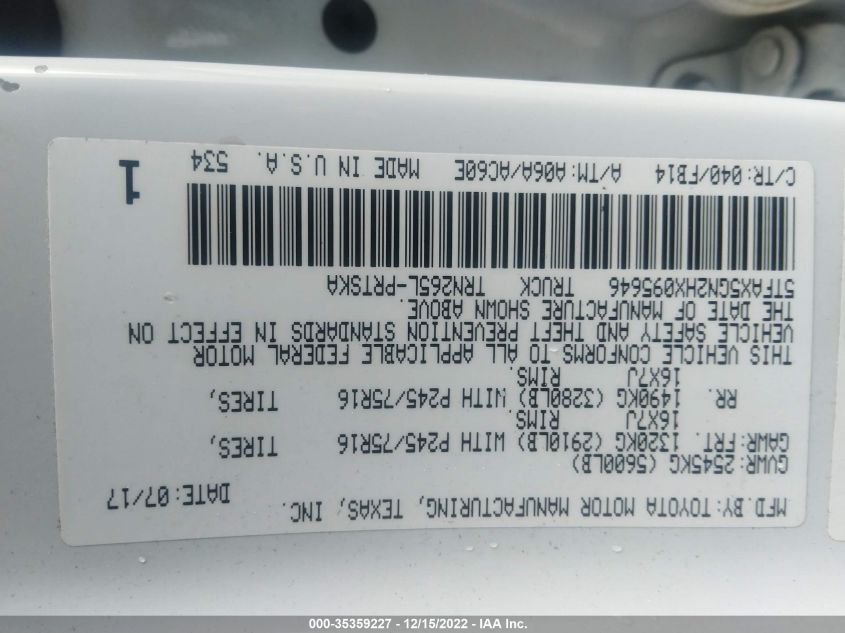 MFD.BY:TOYOTA MOTOR MANUFACTURING, TEXAS, INC.
DATE:07/17
GVWR:2545KG (5600LB)
GAWR:FRT. 1320KG (2910LB) WITH P245/75R16 TIRES,
16X7J RIMS.
RR. 1490KG (3280LB) WITH P245/75R16 TIRES,
16X7J RIMS.
THIS VEHICLE CONFORMS TO ALL APPLICABLE FEDERAL MOTOR
VEHICLE SAFETY AND THEFT PREVENTION STANDARDS IN EFFECT ON
THE DATE OF MANUFACTURE SHOWN ABOVE.
5TFAX5GN2HX095646 TRUCK TRN265L-PRTSKA
C/TR:040/FB14 A/TM:A06A/AC60E MADE IN U.S.A. 534
1
000-35359227 - 12/15/2022 - IAA Inc.